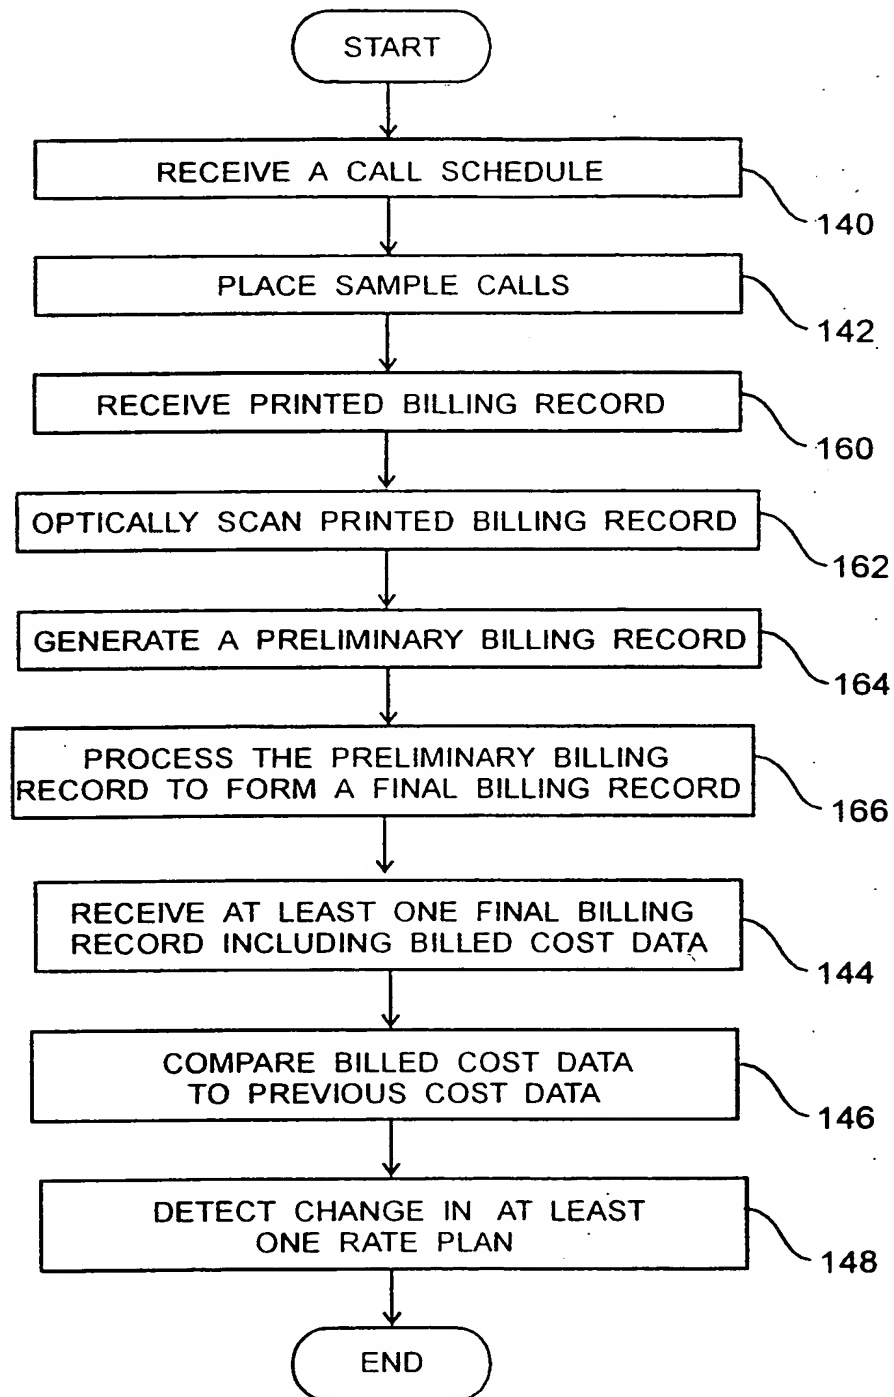 START
RECEIVE A CALL SCHEDULE
140
PLACE SAMPLE CALLS
142
RECEIVE PRINTED BILLING RECORD
160
OPTICALLY SCAN PRINTED BILLING RECORD
162
GENERATE A PRELIMINARY BILLING RECORD
164
PROCESS THE PRELIMINARY BILLING
RECORD TO FORM A FINAL BILLING RECORD
166
RECEIVE AT LEAST ONE FINAL BILLING
RECORD INCLUDING BILLED COST DATA
144
COMPARE BILLED COST DATA
TO PREVIOUS COST DATA
146
DETECT CHANGE IN AT LEAST
ONE RATE PLAN
148
END